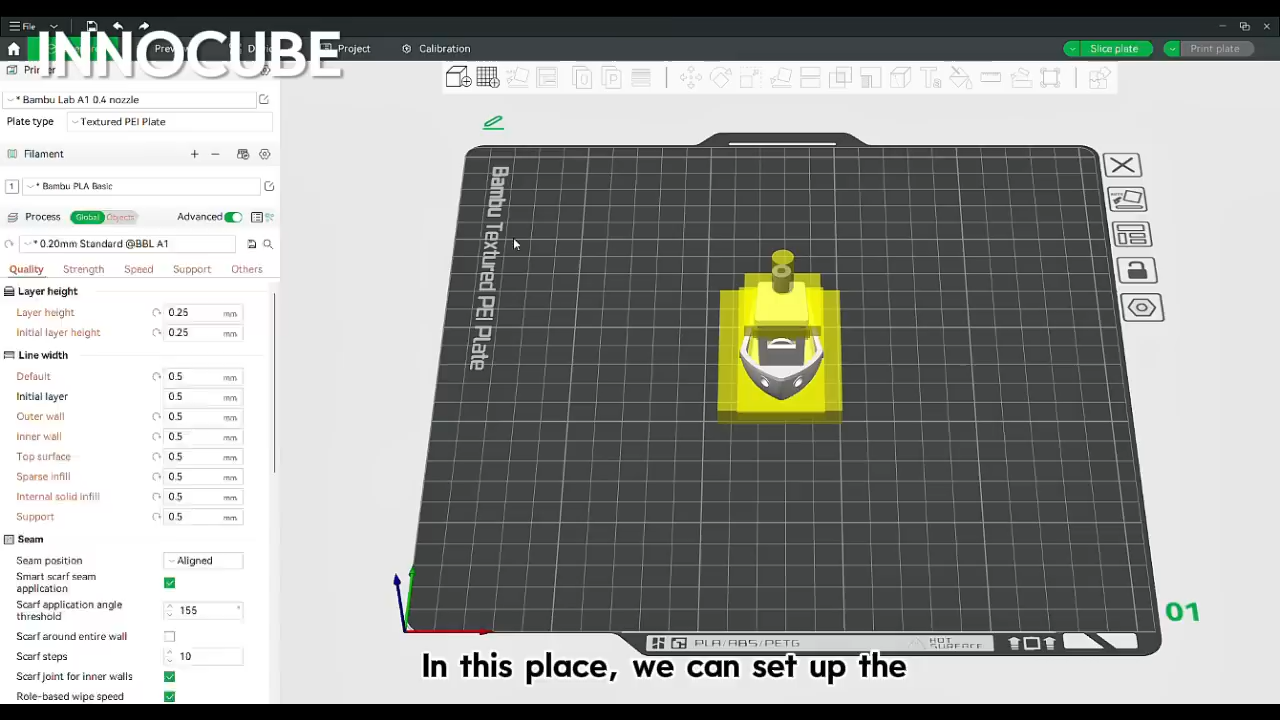 File
INNOCUBE
Preview
Project
Calibration
Slice plate
Print plate
* Bambu Lab A1 0.4 nozzle
Plate type
Textured PEI Plate
Filament
1
* Bambu PLA Basic
Process
Global
Objects
Advanced
* 0.20mm Standard @BBL A1
Quality
Strength
Speed
Support
Others
Layer height
Layer height 0.25 mm
Initial layer height 0.25 mm
Line width
Default 0.5 mm
Initial layer 0.5 mm
Outer wall 0.5 mm
Inner wall 0.5 mm
Top surface 0.5 mm
Sparse infill 0.5 mm
Internal solid infill 0.5 mm
Support 0.5 mm
Seam
Seam position Aligned
Smart scarf seam
application
Scarf application angle
threshold
155 °
Scarf around entire wall
Scarf steps 10
Scarf joint for inner walls
Role-based wipe speed
Bambu Textured PEI Plate
01
PLA/ABS/PETG
HOT
SURFACE
In this place, we can set up the